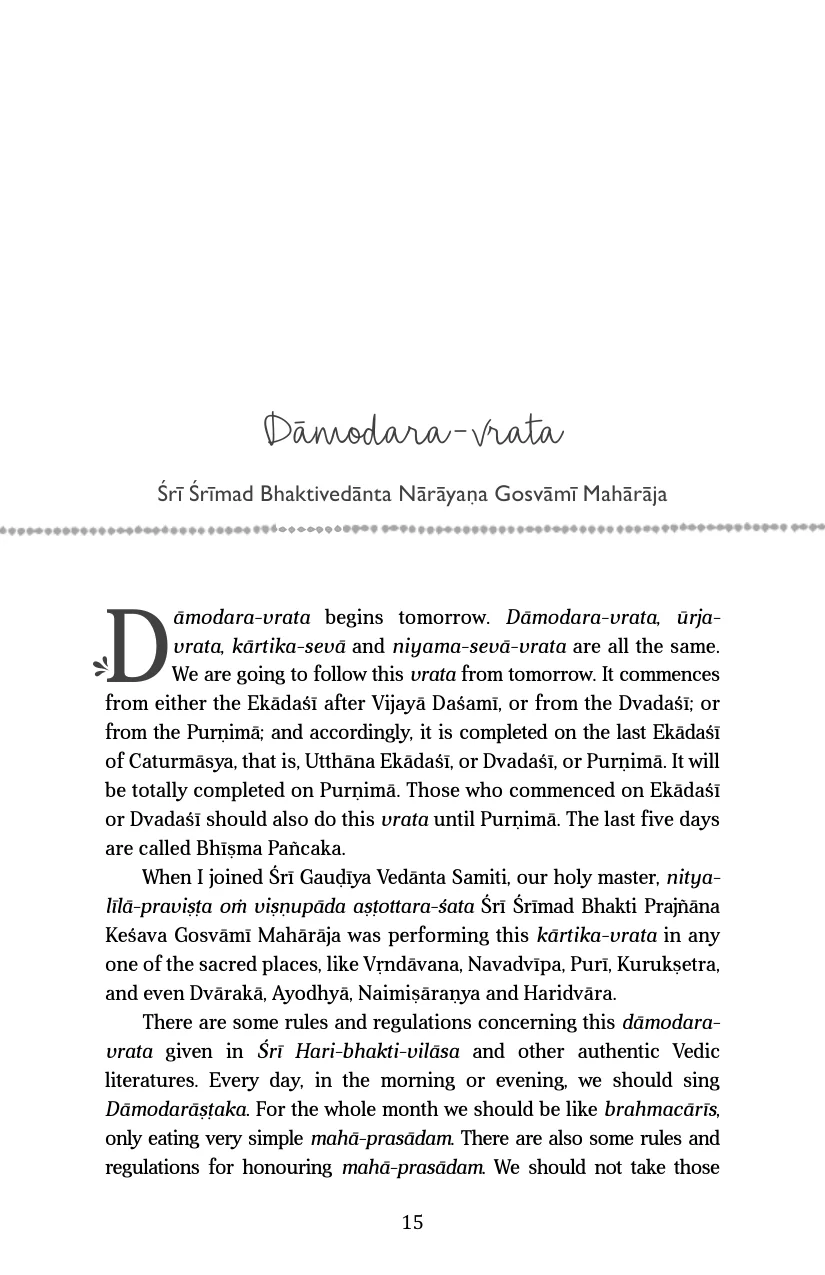 Dāmodara-vrata
Śrī Śrīmad Bhaktivedānta Nārāyaṇa Gosvāmī Mahārāja
Dāmodara-vrata begins tomorrow. Dāmodara-vrata, ūrja-
vrata, kārtika-sevā and niyama-sevā-vrata are all the same.
We are going to follow this vrata from tomorrow. It commences
from either the Ekādaśī after Vijayā Daśamī, or from the Dvadaśī; or
from the Purṇimā; and accordingly, it is completed on the last Ekādaśī
of Caturmāsya, that is, Utthāna Ekādaśī, or Dvadaśī, or Purṇimā. It will
be totally completed on Purṇimā. Those who commenced on Ekādaśī
or Dvadaśī should also do this vrata until Purṇimā. The last five days
are called Bhīṣma Pañcaka.
When I joined Śrī Gauḍīya Vedānta Samiti, our holy master, nitya-
līlā-praviṣṭa oṁ viṣṇupāda aṣṭottara-śata Śrī Śrīmad Bhakti Prajñāna
Keśava Gosvāmī Mahārāja was performing this kārtika-vrata in any
one of the sacred places, like Vṛndāvana, Navadvīpa, Purī, Kurukṣetra,
and even Dvārakā, Ayodhyā, Naimiṣāraṇya and Haridvāra.
There are some rules and regulations concerning this dāmodara-
vrata given in Śrī Hari-bhakti-vilāsa and other authentic Vedic
literatures. Every day, in the morning or evening, we should sing
Dāmodarāṣṭaka. For the whole month we should be like brahmacārīs,
only eating very simple mahā-prasādam. There are also some rules and
regulations for honouring mahā-prasādam. We should not take those
15